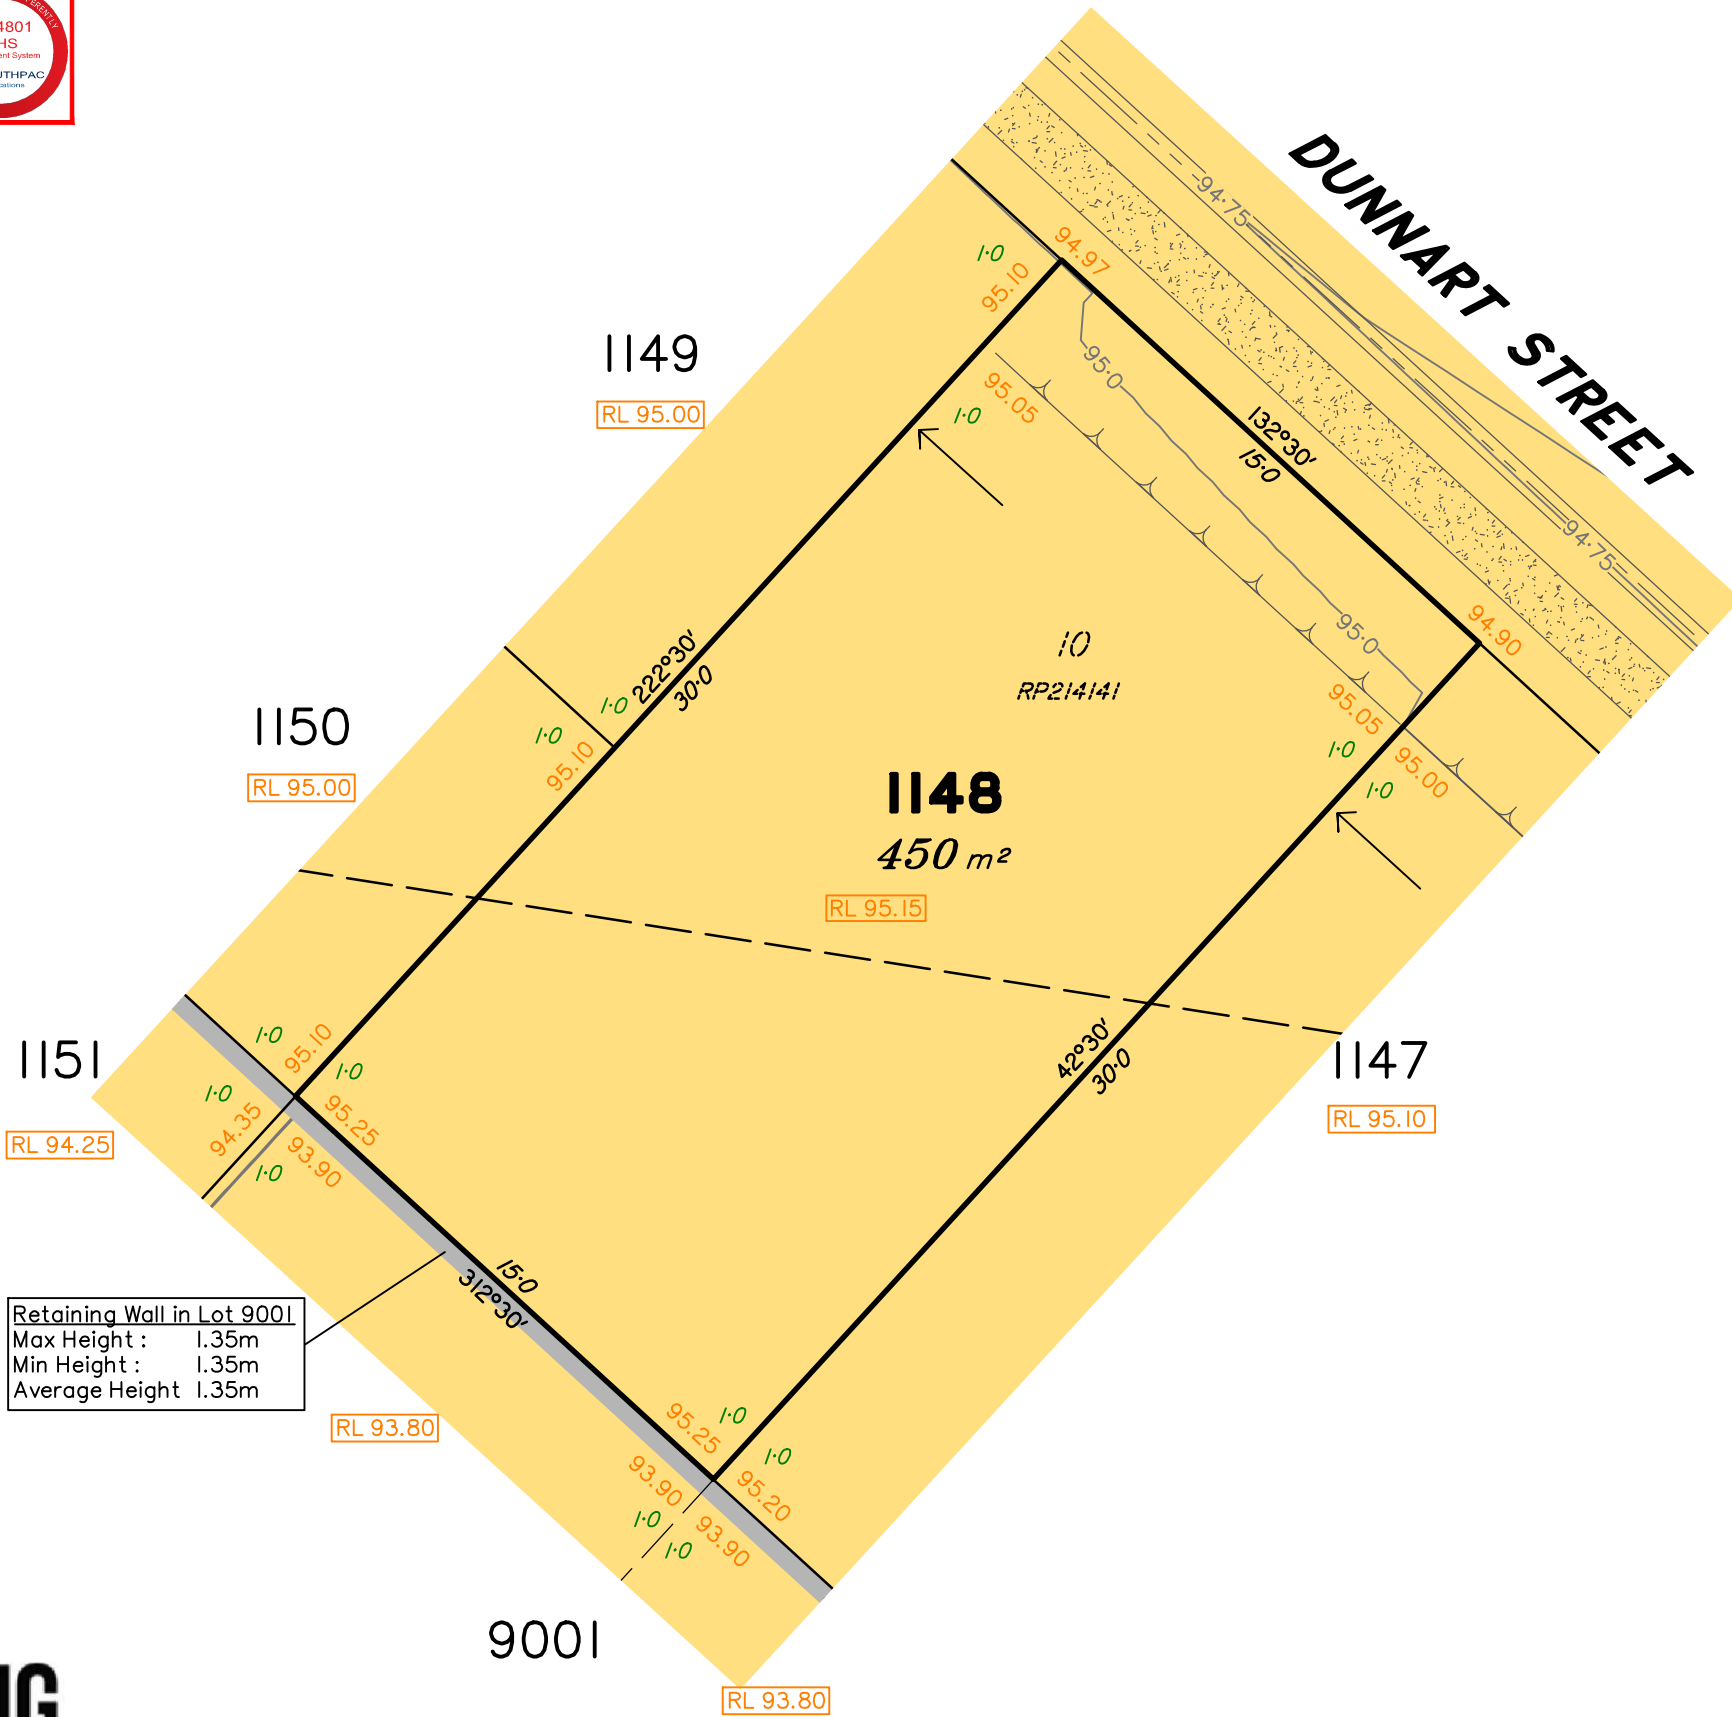 4801
HS
ent System
UTHPAC
cations
DUNNART STREET
94·75
94·75
94.97
1·0
95.10
1149
RL 95.00
95·0
95.05
1·0
132°30′
15·0
94.90
95·0
95.05
10
RP214141
222°30′
30·0
1·0
1150
1·0
95.10
RL 95.00
1148
450 m²
RL 95.15
1·0
95.00
1·0
1151
1·0
95.10
1·0
1·0
94.35
95.25
93.90
1·0
RL 94.25
42°30′
30·0
1147
RL 95.10
15·0
312°30′
Retaining Wall in Lot 9001
Max Height : 1.35m
Min Height : 1.35m
Average Height 1.35m
RL 93.80
95.25
1·0
1·0
93.90
95.20
1·0
93.90
1·0
9001
RL 93.80